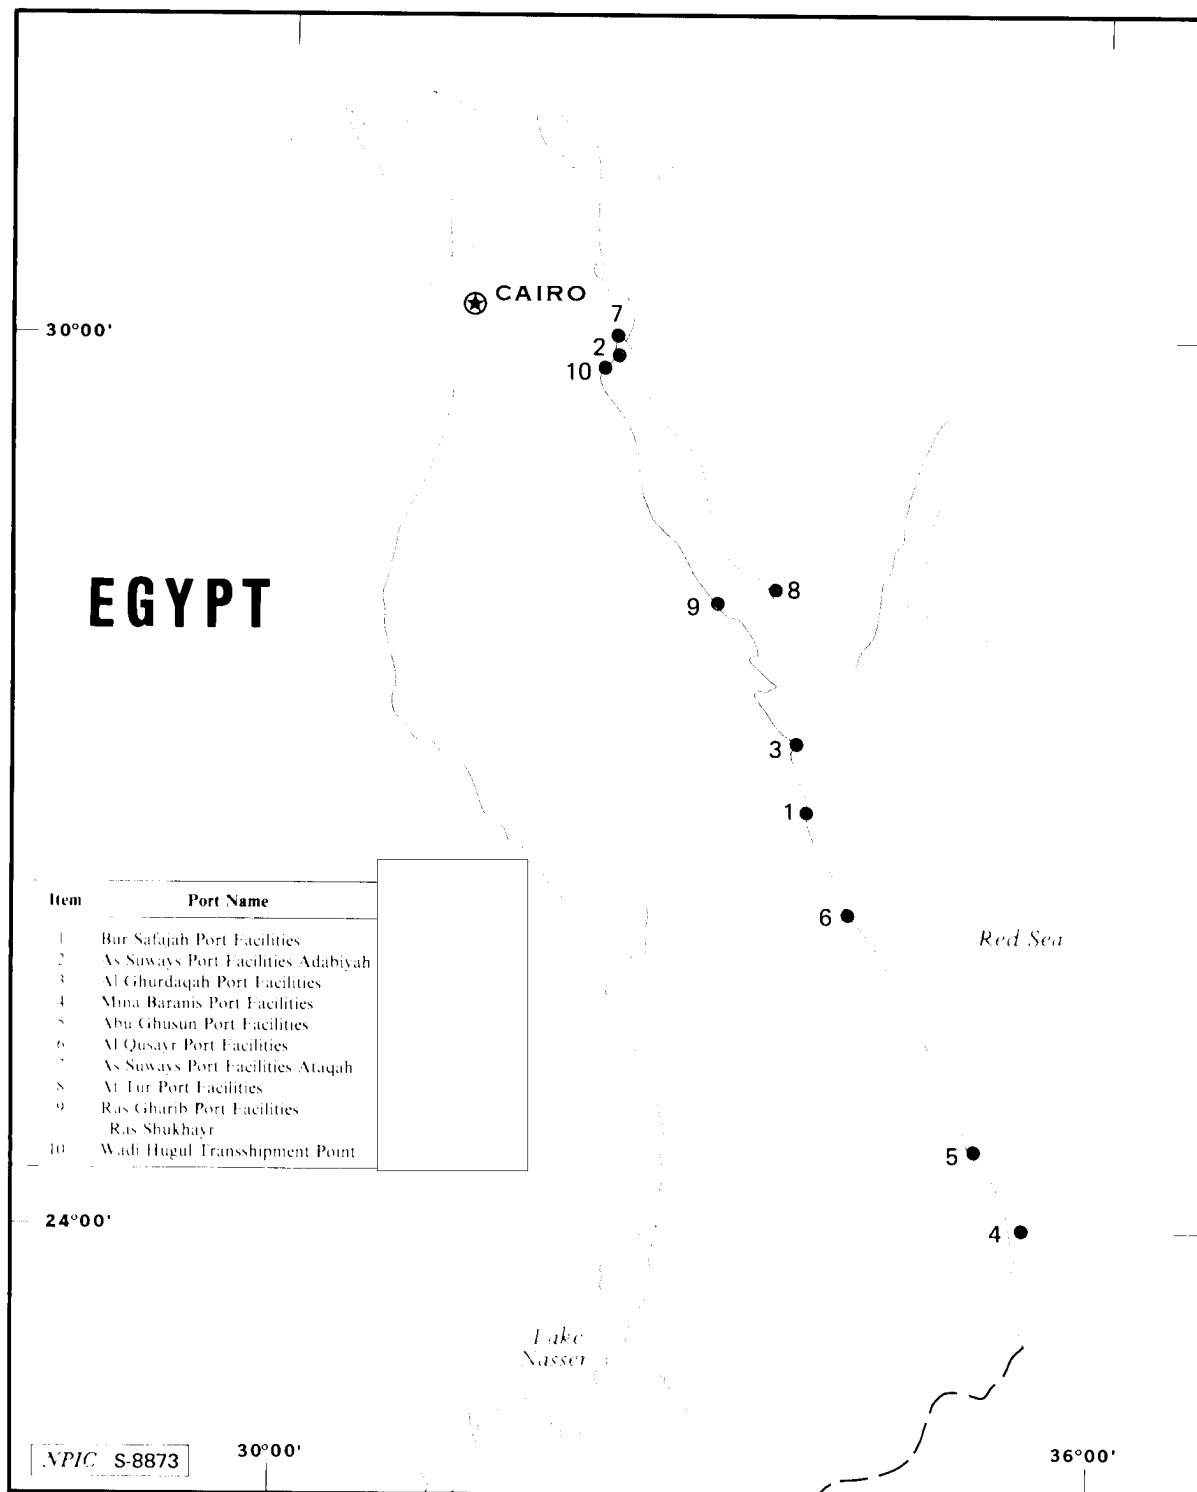 CAIRO
7
30°00'
2
10
EGYPT
8
9
3
1
Item Port Name
6
Red Sea
1 Bur Safajah Port Facilities
2 As Suways Port Facilities Adabiyah
3 Al Ghurdaqah Port Facilities
4 Mina Baranis Port Facilities
5 Abu Ghusun Port Facilities
6 Al Qusayr Port Facilities
7 As Suways Port Facilities Ataqah
8 At Tur Port Facilities
9 Ras Gharib Port Facilities
Ras Shukhayr
10 Wadi Hugul Transshipment Point
5
24°00'
4
Lake
Nasser
NPIC S-8873
30°00'
36°00'